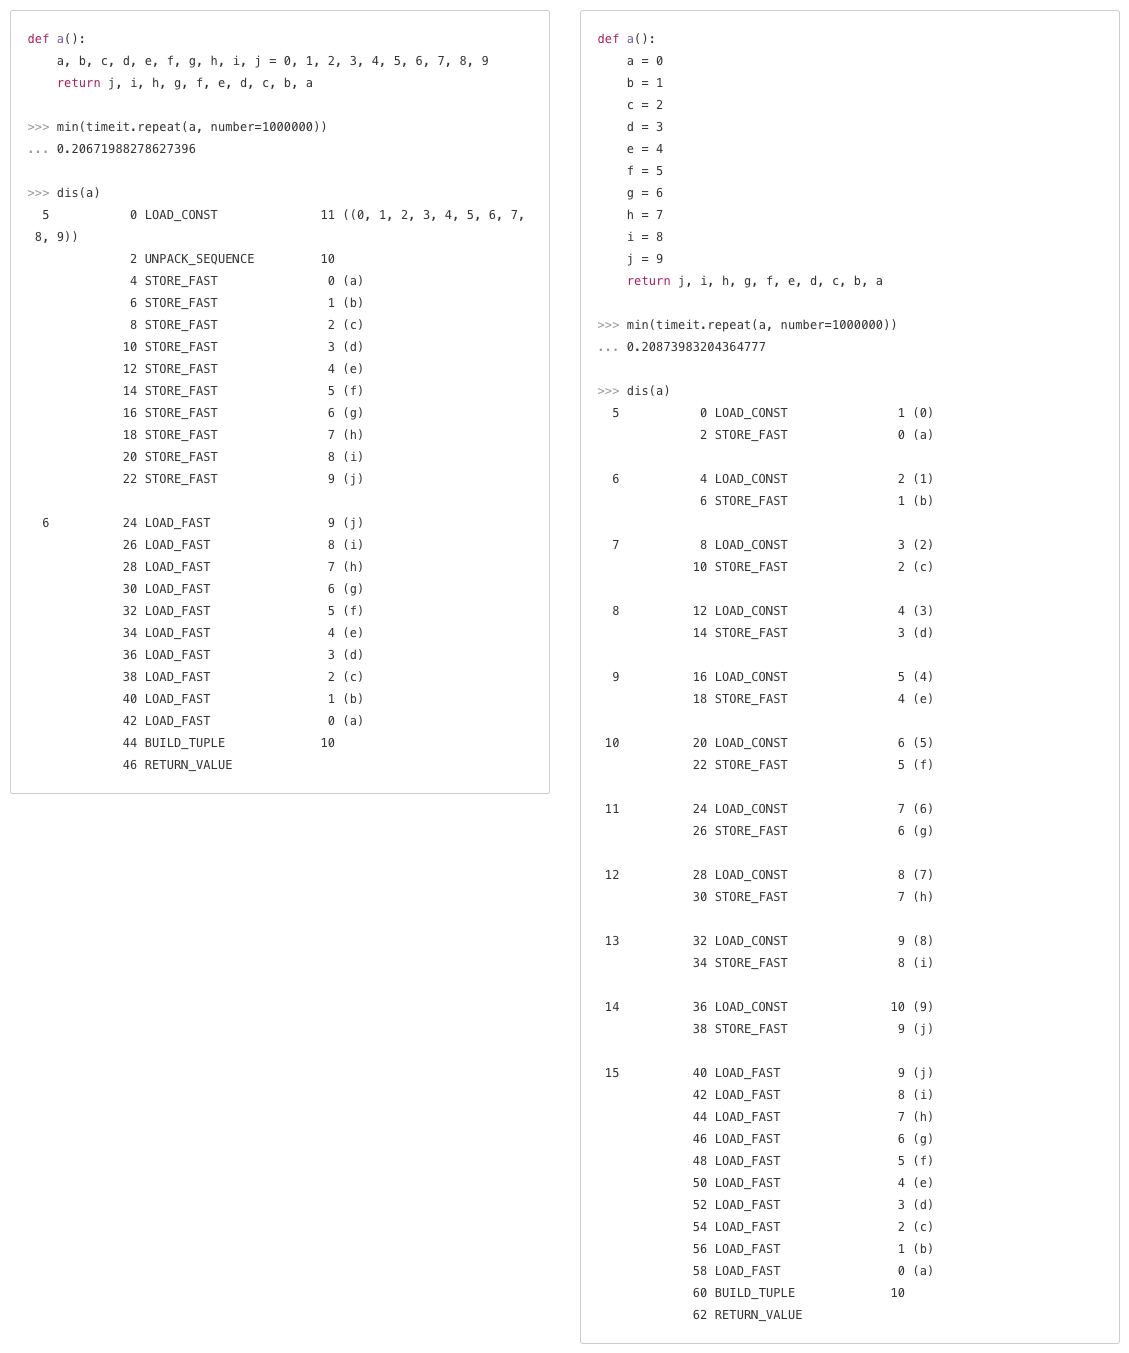 def a():
    a, b, c, d, e, f, g, h, i, j = 0, 1, 2, 3, 4, 5, 6, 7, 8, 9
    return j, i, h, g, f, e, d, c, b, a
>>> min(timeit.repeat(a, number=1000000))
... 0.20671988278627396
>>> dis(a)
  5           0 LOAD_CONST              11 ((0, 1, 2, 3, 4, 5, 6, 7,
 8, 9))
              2 UNPACK_SEQUENCE         10
              4 STORE_FAST               0 (a)
              6 STORE_FAST               1 (b)
              8 STORE_FAST               2 (c)
             10 STORE_FAST               3 (d)
             12 STORE_FAST               4 (e)
             14 STORE_FAST               5 (f)
             16 STORE_FAST               6 (g)
             18 STORE_FAST               7 (h)
             20 STORE_FAST               8 (i)
             22 STORE_FAST               9 (j)
  6          24 LOAD_FAST                9 (j)
             26 LOAD_FAST                8 (i)
             28 LOAD_FAST                7 (h)
             30 LOAD_FAST                6 (g)
             32 LOAD_FAST                5 (f)
             34 LOAD_FAST                4 (e)
             36 LOAD_FAST                3 (d)
             38 LOAD_FAST                2 (c)
             40 LOAD_FAST                1 (b)
             42 LOAD_FAST                0 (a)
             44 BUILD_TUPLE             10
             46 RETURN_VALUE
def a():
    a = 0
    b = 1
    c = 2
    d = 3
    e = 4
    f = 5
    g = 6
    h = 7
    i = 8
    j = 9
    return j, i, h, g, f, e, d, c, b, a
>>> min(timeit.repeat(a, number=1000000))
... 0.20873983204364777
>>> dis(a)
  5           0 LOAD_CONST               1 (0)
              2 STORE_FAST               0 (a)
  6           4 LOAD_CONST               2 (1)
              6 STORE_FAST               1 (b)
  7           8 LOAD_CONST               3 (2)
             10 STORE_FAST               2 (c)
  8          12 LOAD_CONST               4 (3)
             14 STORE_FAST               3 (d)
  9          16 LOAD_CONST               5 (4)
             18 STORE_FAST               4 (e)
 10          20 LOAD_CONST               6 (5)
             22 STORE_FAST               5 (f)
 11          24 LOAD_CONST               7 (6)
             26 STORE_FAST               6 (g)
 12          28 LOAD_CONST               8 (7)
             30 STORE_FAST               7 (h)
 13          32 LOAD_CONST               9 (8)
             34 STORE_FAST               8 (i)
 14          36 LOAD_CONST              10 (9)
             38 STORE_FAST               9 (j)
 15          40 LOAD_FAST                9 (j)
             42 LOAD_FAST                8 (i)
             44 LOAD_FAST                7 (h)
             46 LOAD_FAST                6 (g)
             48 LOAD_FAST                5 (f)
             50 LOAD_FAST                4 (e)
             52 LOAD_FAST                3 (d)
             54 LOAD_FAST                2 (c)
             56 LOAD_FAST                1 (b)
             58 LOAD_FAST                0 (a)
             60 BUILD_TUPLE             10
             62 RETURN_VALUE